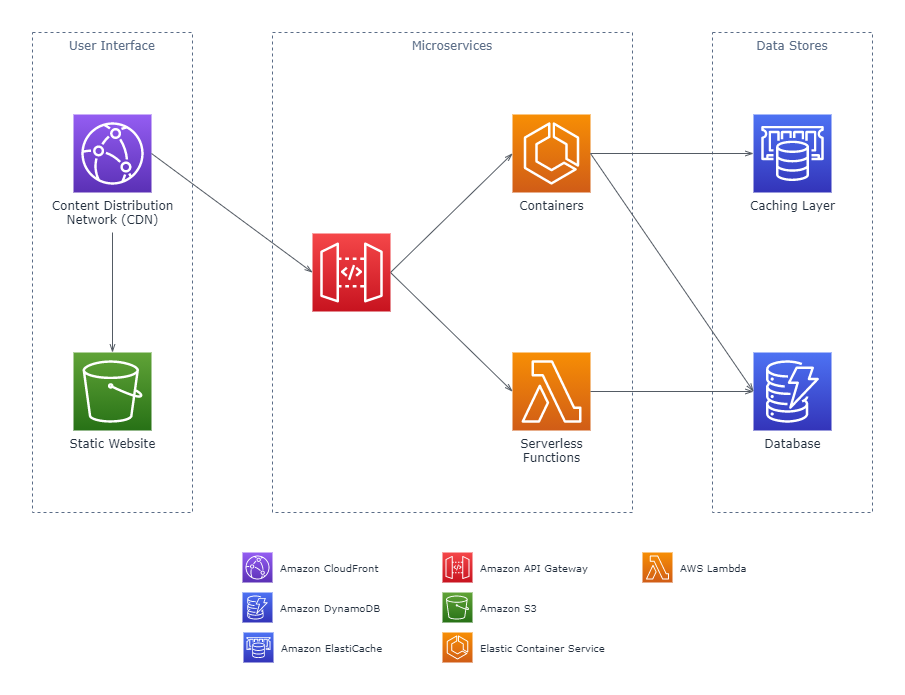 User Interface
Microservices
Data Stores
Content Distribution
Network (CDN)
Containers
Caching Layer
Static Website
Serverless
Functions
Database
Amazon CloudFront
Amazon API Gateway
AWS Lambda
Amazon DynamoDB
Amazon S3
Amazon ElastiCache
Elastic Container Service